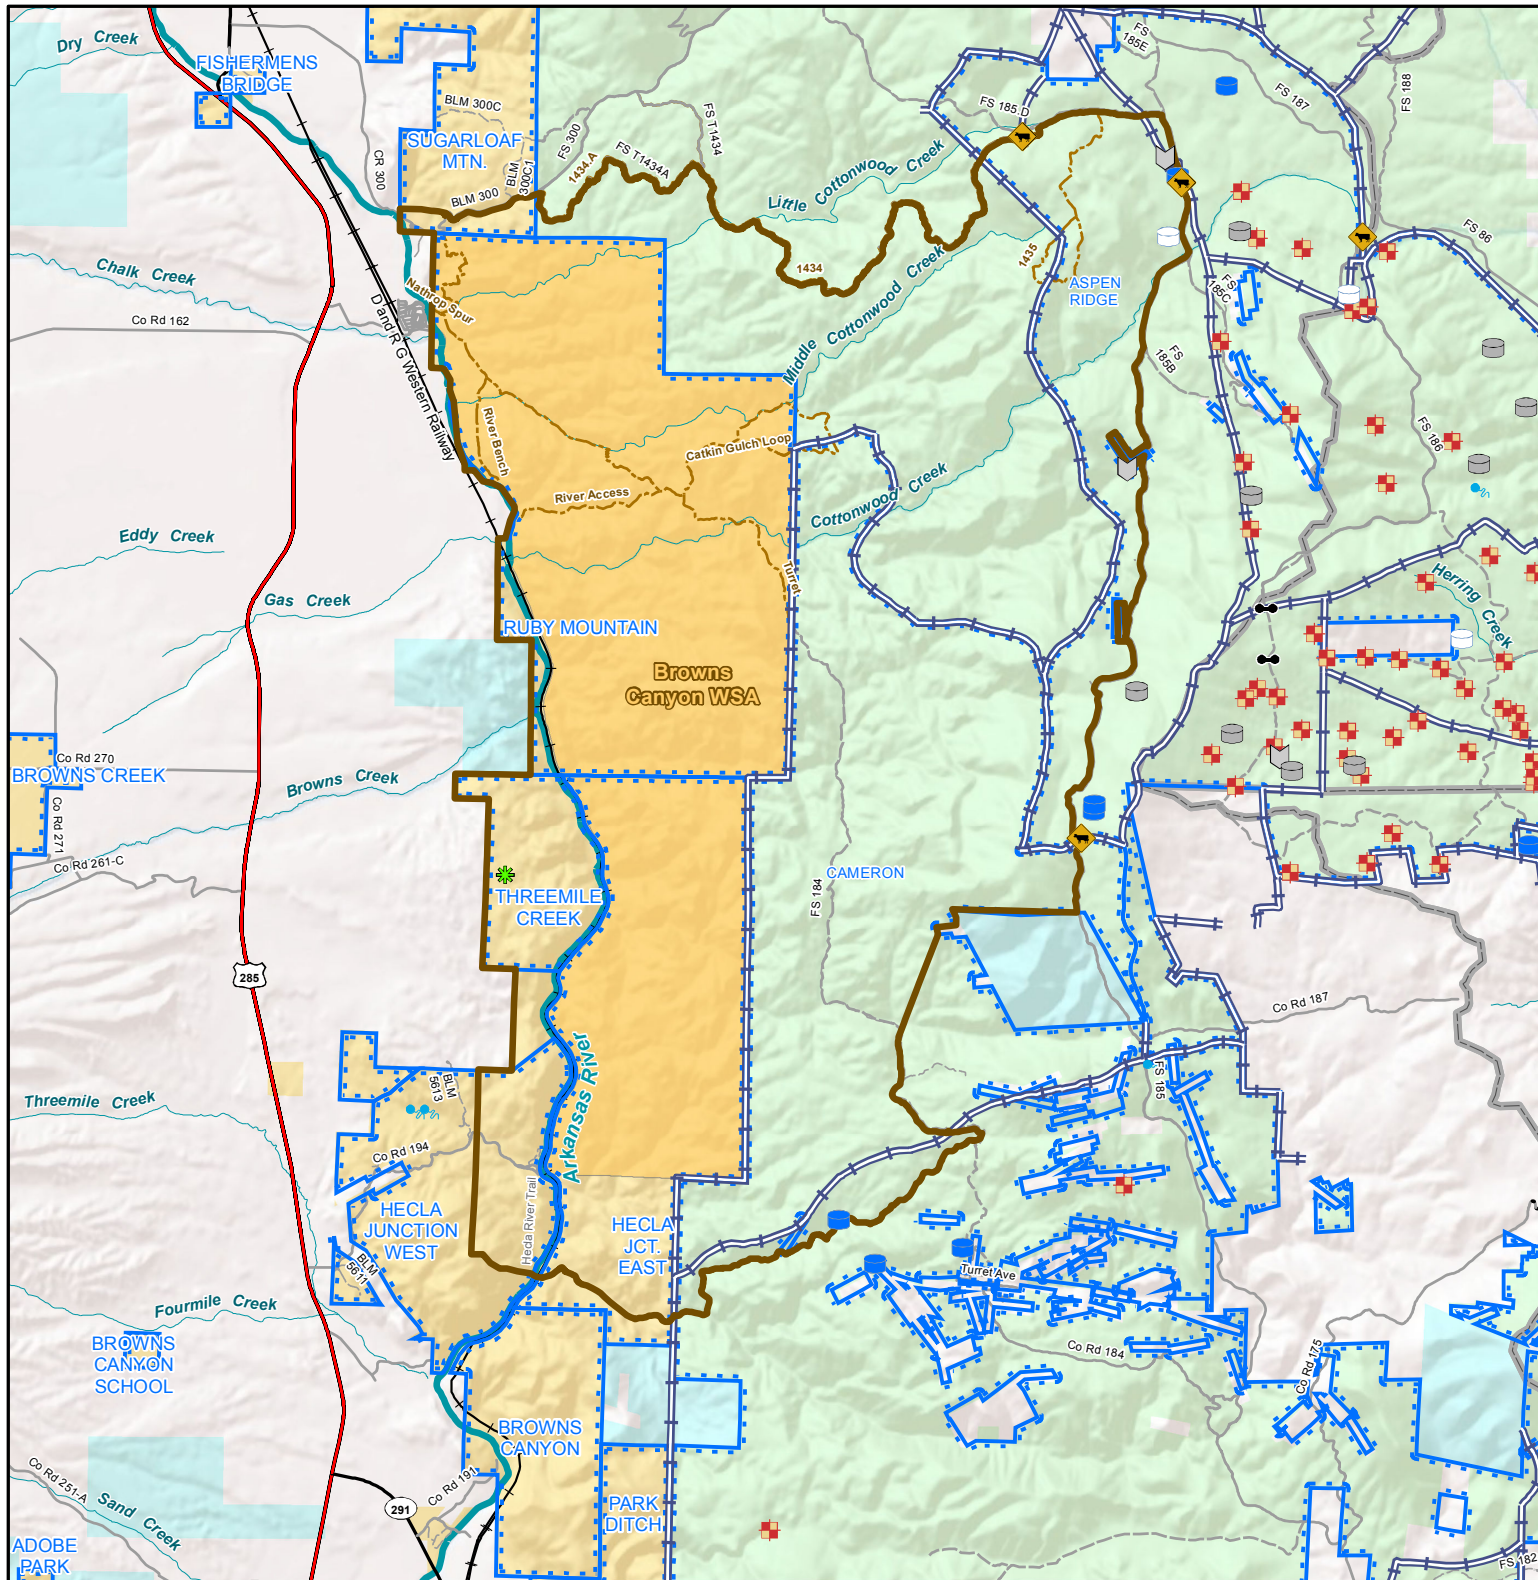 Dry Creek
FISHERMENS
BRIDGE
BLM 300C
SUGARLOAF
MTN.
CR 300
BLM 300
BLM
300C1
FS 300
1434.A
FS T1434A
FS T1434
FS 185.D
FS
185E
FS 187
FS 188
Little Cottonwood Creek
Chalk Creek
Nathrop Spur
Co Rd 162
D and R G Western Railway
1434
Middle Cottonwood Creek
1435
ASPEN
RIDGE
FS
185C
FS 86
FS
185B
River Bench
Catkin Gulch Loop
River Access
Cottonwood Creek
FS 186
Eddy Creek
Gas Creek
Turret
Herring Creek
RUBY MOUNTAIN
Browns
Canyon WSA
Co Rd 270
BROWNS CREEK
Co Rd 271
Browns Creek
Co Rd 261-C
THREEMILE
CREEK
CAMERON
FS 184
285
Co Rd 187
Arkansas River
BLM
5613
Threemile Creek
FS 185
Co Rd 194
HECLA
JUNCTION
WEST
Hecla River Trail
HECLA
JCT.
EAST
BLM
5611
Turret Ave
Fourmile Creek
BROWNS
CANYON
SCHOOL
Co Rd 184
Co Rd 175
BROWNS
CANYON
Co Rd 251-A
Sand Creek
291
Co Rd 191
PARK
DITCH
ADOBE
PARK
FS 182